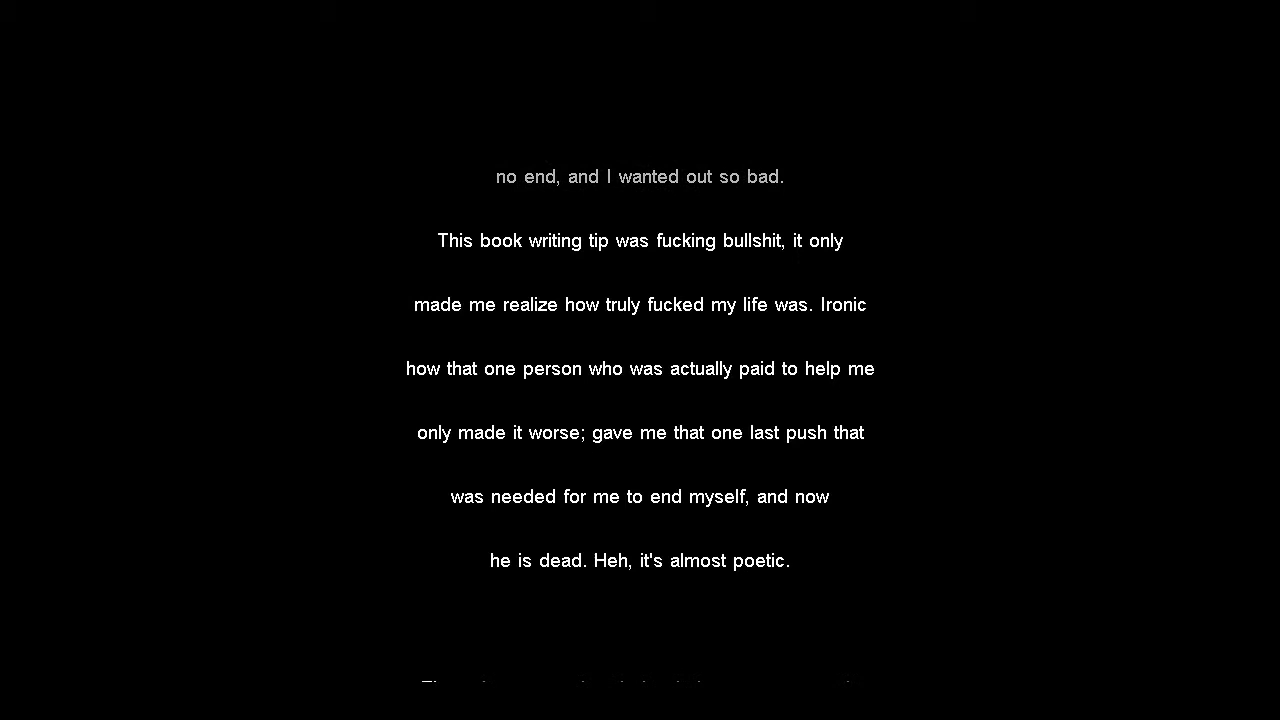 no end, and I wanted out so bad.
This book writing tip was fucking bullshit, it only
made me realize how truly fucked my life was. Ironic
how that one person who was actually paid to help me
only made it worse; gave me that one last push that
was needed for me to end myself, and now
he is dead. Heh, it's almost poetic.